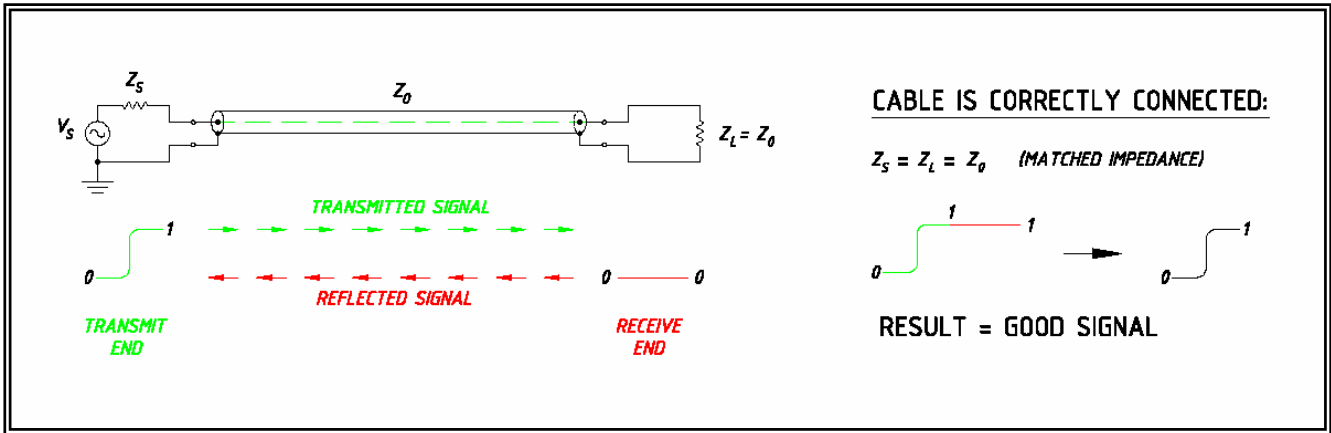 Z_S
Z_0
V_S
Z_L = Z_0
TRANSMITTED SIGNAL
1
0
0 0
REFLECTED SIGNAL
TRANSMIT
END
RECEIVE
END
CABLE IS CORRECTLY CONNECTED:
Z_S = Z_L = Z_0 (MATCHED IMPEDANCE)
1
1
0
1
0
RESULT = GOOD SIGNAL